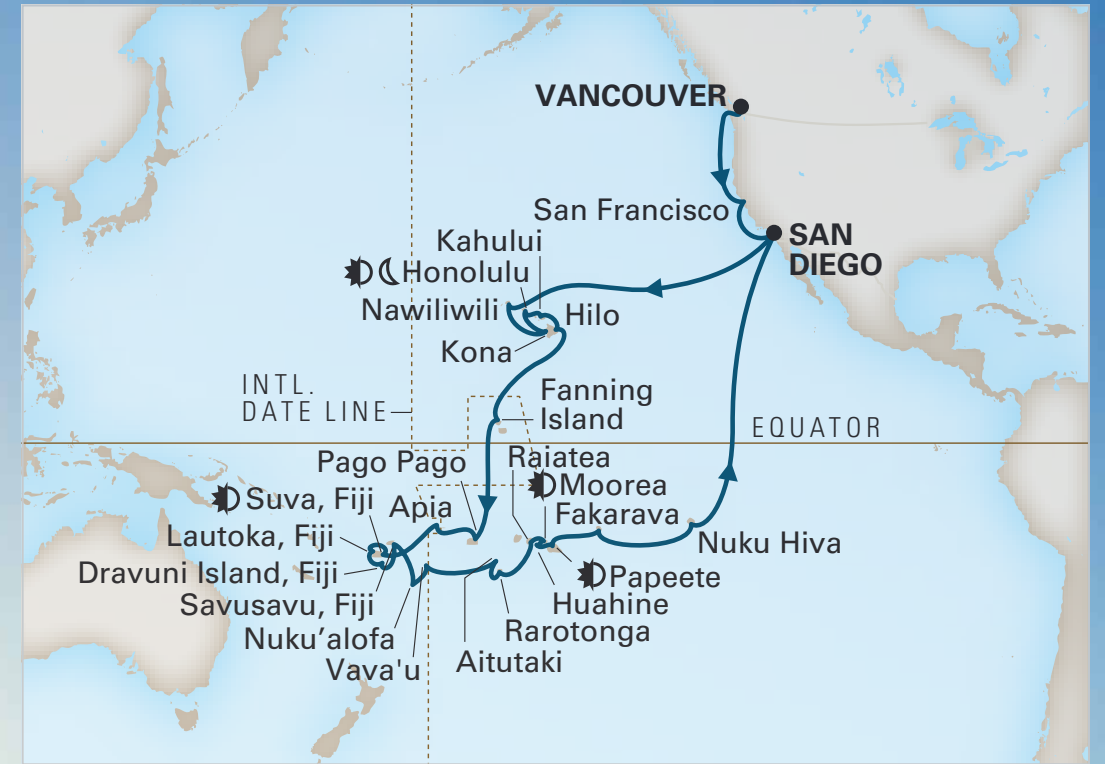 VANCOUVER
San Francisco
SAN
DIEGO
Kahului
Honolulu
Nawiliwili
Hilo
Kona
INTL.
DATE LINE
Fanning
Island
EQUATOR
Pago Pago
Raiatea
Moorea
Suva, Fiji
Apia
Fakarava
Lautoka, Fiji
Nuku Hiva
Dravuni Island, Fiji
Papeete
Savusavu, Fiji
Huahine
Nuku’alofa
Rarotonga
Vava'u
Aitutaki